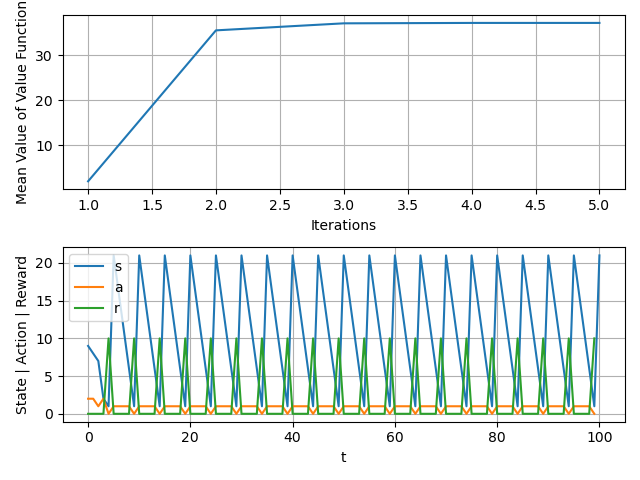 Mean Value of Value Function
30
20
10
1.0 1.5 2.0 2.5 3.0 3.5 4.0 4.5 5.0
Iterations
State | Action | Reward
20
15
10
5
0
s
a
r
0 20 40 60 80 100
t